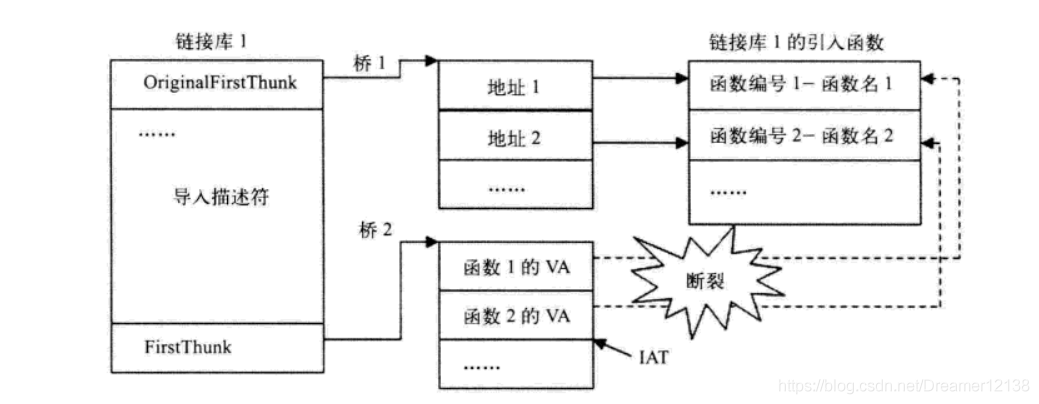 链接库 1
链接库 1 的引入函数
桥 1
OriginalFirstThunk
地址 1
函数编号 1- 函数名 1
……
地址 2
函数编号 2- 函数名 2
……
……
导入描述符
桥 2
函数 1 的 VA
断裂
函数 2 的 VA
FirstThunk
IAT
……
https://blog.csdn.net/Dreamer12138